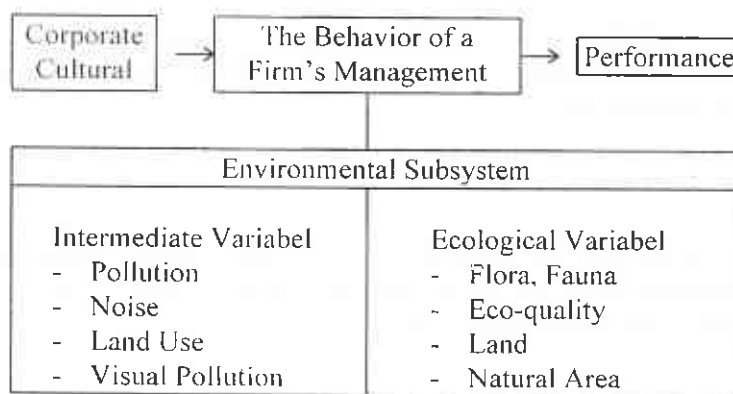 Corporate
Cultural
The Behavior of a
Firm's Management
Performance
Environmental Subsystem
Intermediate Variabel
- Pollution
- Noise
- Land Use
- Visual Pollution
Ecological Variabel
- Flora, Fauna
- Eco-quality
- Land
- Natural Area